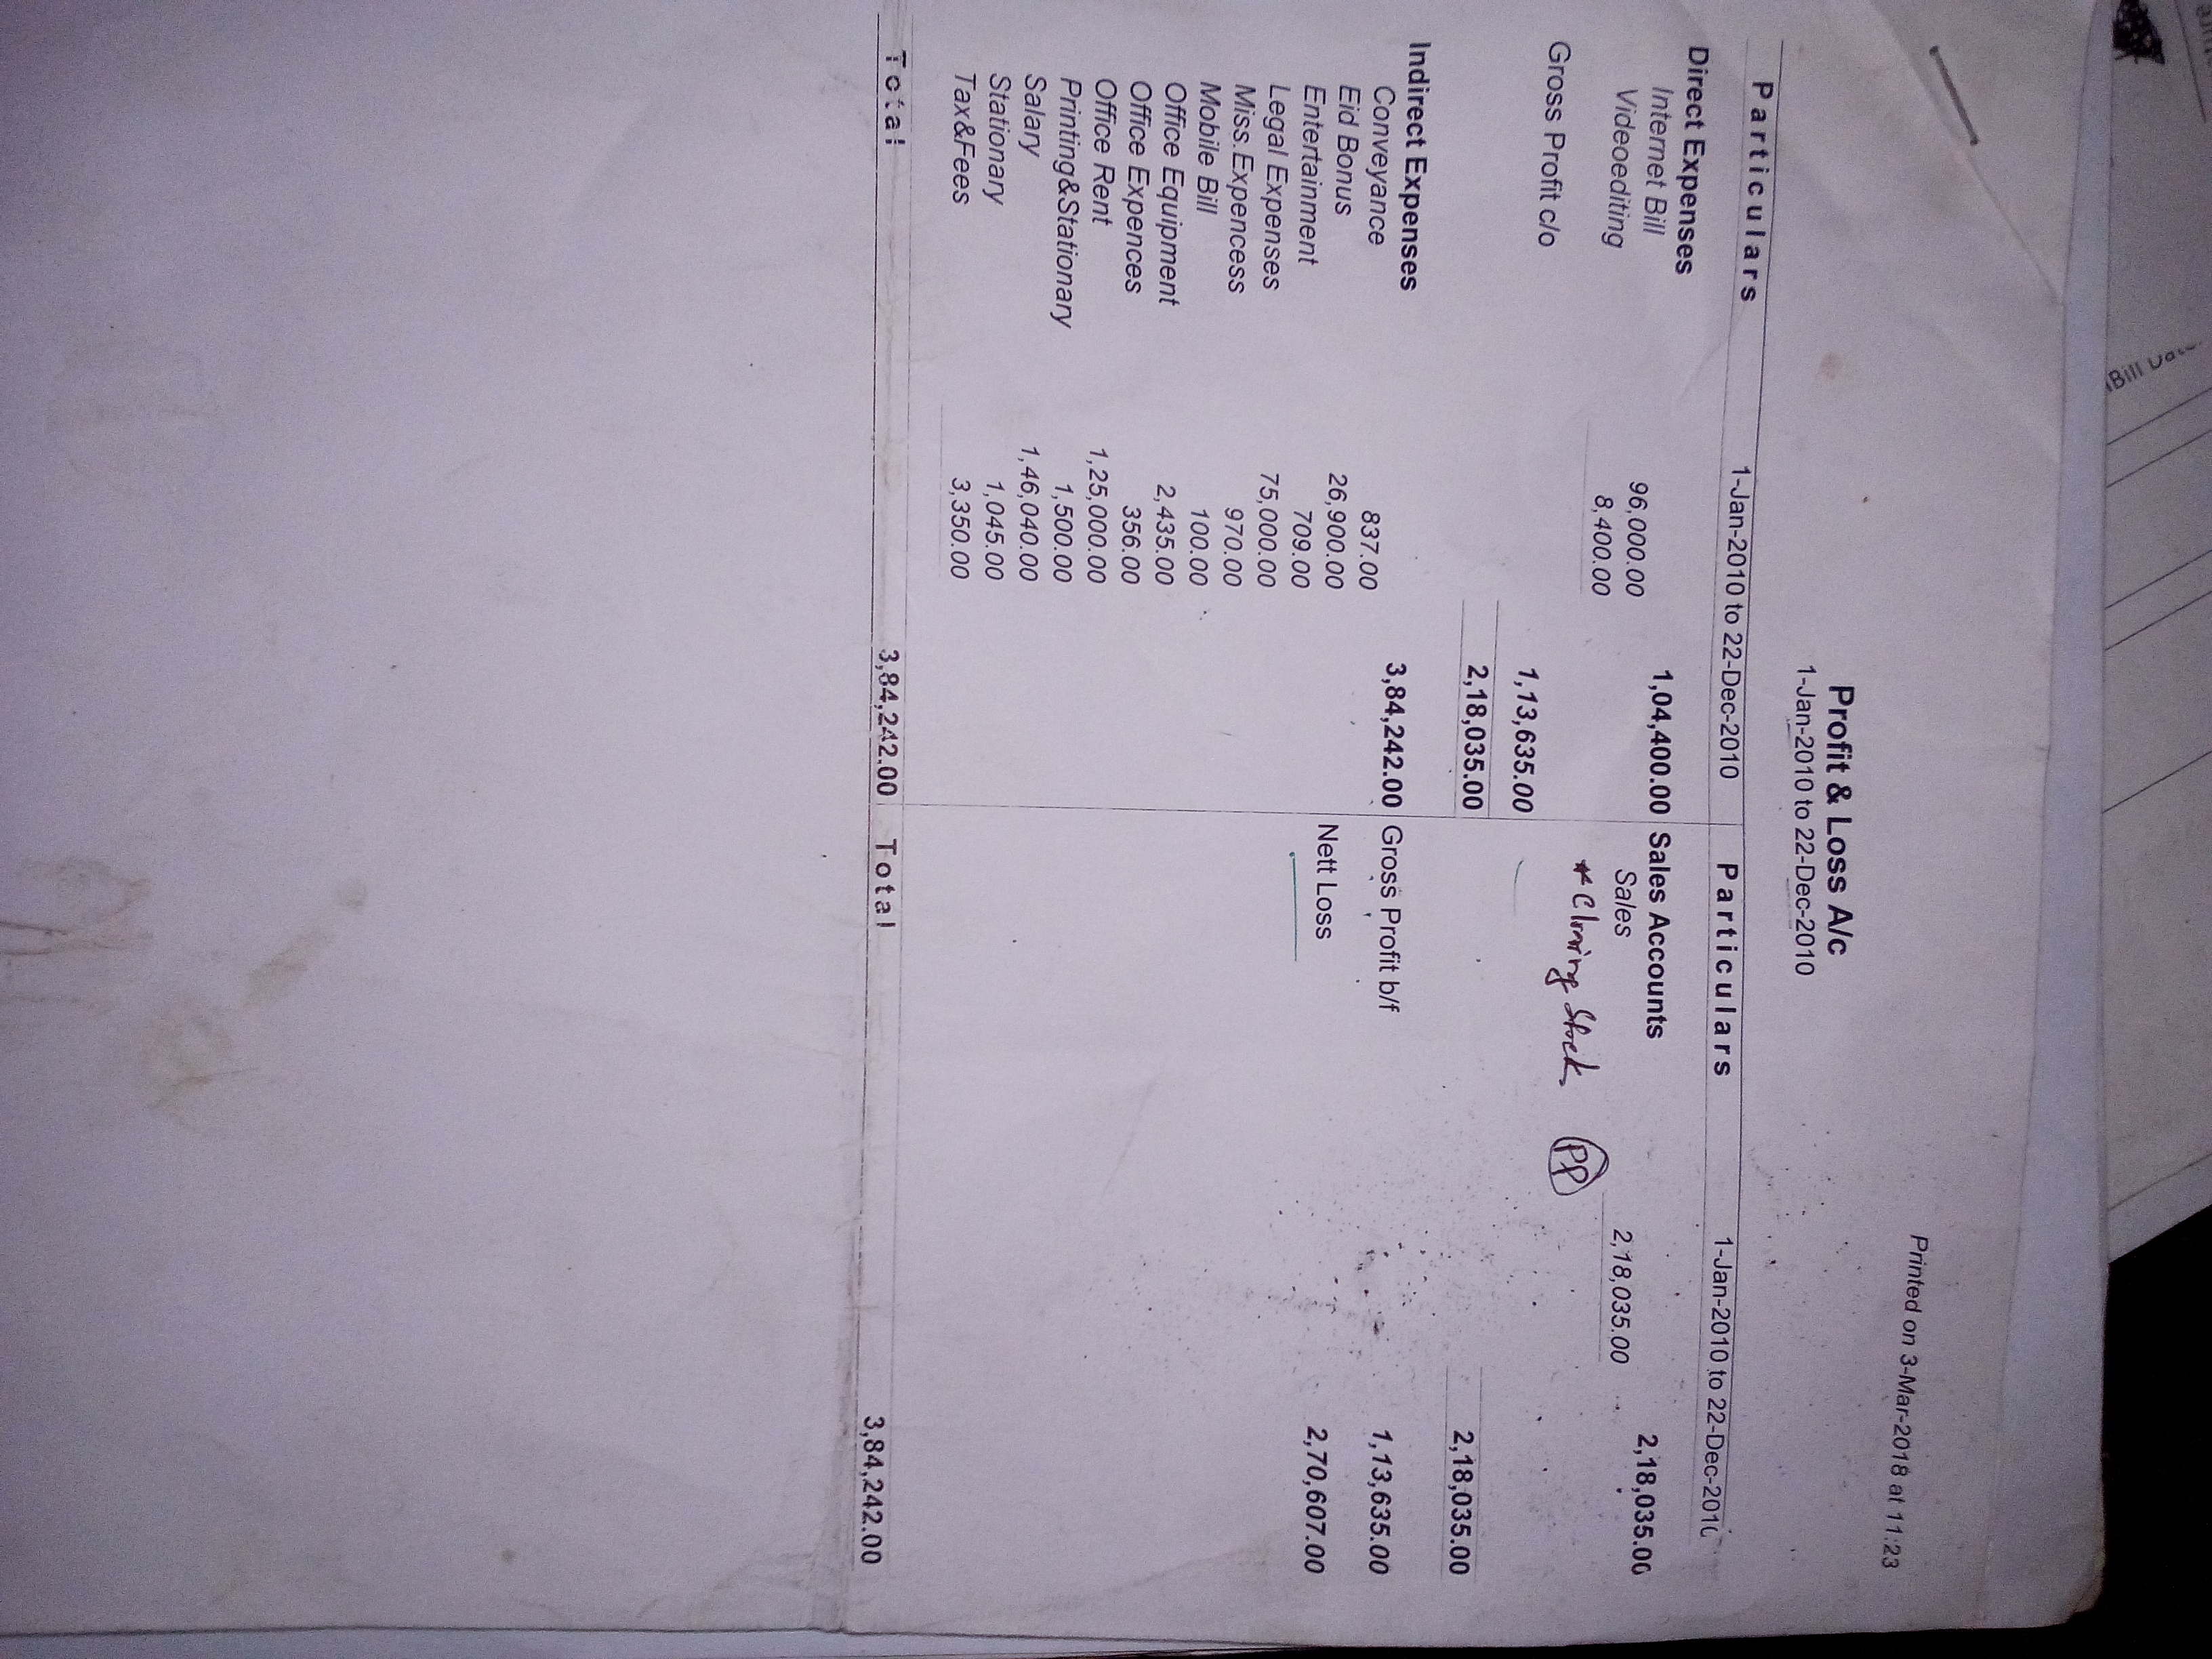 Printed on 3-Mar-2018 at 11:23
Profit & Loss A/c
1-Jan-2010 to 22-Dec-2010
Particulars 1-Jan-2010 to 22-Dec-2010 Particulars 1-Jan-2010 to 22-Dec-2010
Direct Expenses 1,04,400.00 Sales Accounts 2,18,035.00
Internet Bill 96,000.00 Sales 2,18,035.00
Videoediting 8,400.00 * Closing Stock PP
Gross Profit c/o 1,13,635.00
2,18,035.00 2,18,035.00
Indirect Expenses 3,84,242.00 Gross Profit b/f 1,13,635.00
Conveyance 837.00
Eid Bonus 26,900.00 Nett Loss 2,70,607.00
Entertainment 709.00
Legal Expenses 75,000.00
Miss.Expencess 970.00
Mobile Bill 100.00
Office Equipment 2,435.00
Office Expences 356.00
Office Rent 1,25,000.00
Printing&Stationary 1,500.00
Salary 1,46,040.00
Stationary 1,045.00
Tax&Fees 3,350.00
Total 3,84,242.00 Total 3,84,242.00